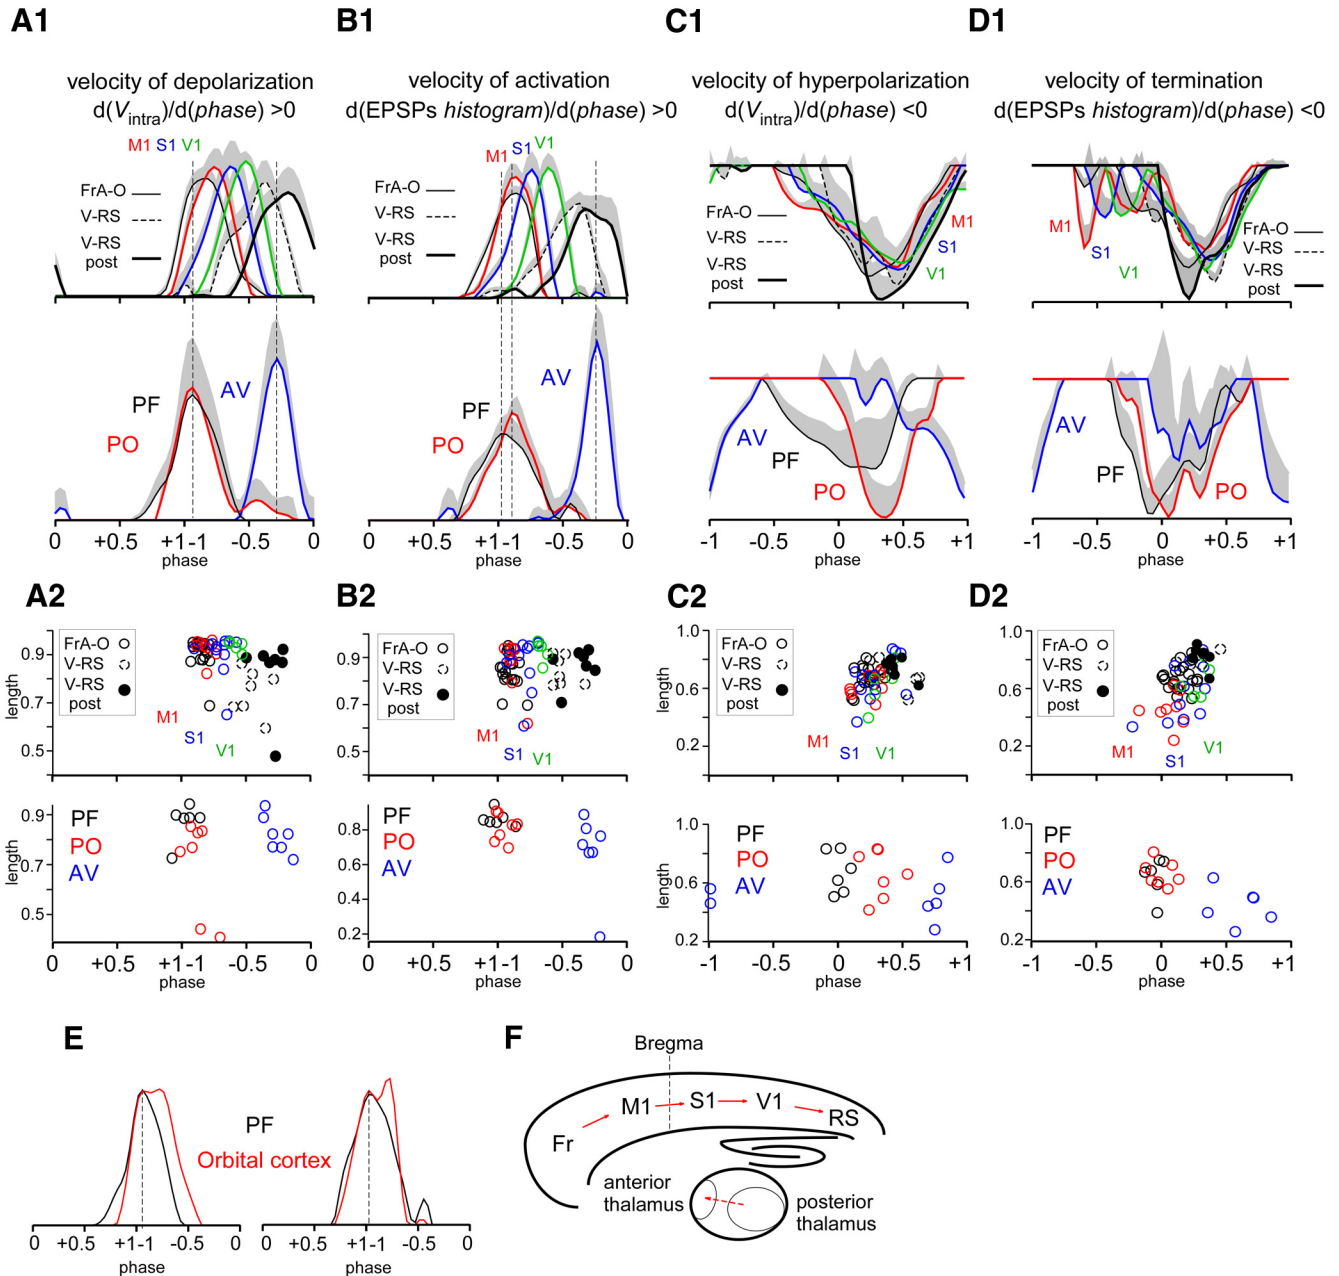 A1
velocity of depolarization
d(Vintra)/d(phase) >0
M1 S1 V1
FrA-O
V-RS
V-RS
post
PF
PO
AV
0 +0.5 +1 -1 -0.5 0
phase
B1
velocity of activation
d(EPSPs histogram)/d(phase) >0
M1 S1 V1
FrA-O
V-RS
V-RS
post
PF
PO
AV
0 +0.5 +1 -1 -0.5 0
phase
C1
velocity of hyperpolarization
d(Vintra)/d(phase) <0
FrA-O
V-RS
V-RS
post
M1
S1
V1
AV
PF
PO
-1 -0.5 0 +0.5 +1
phase
D1
velocity of termination
d(EPSPs histogram)/d(phase) <0
M1
S1
V1
FrA-O
V-RS
V-RS
post
AV
PF
PO
-1 -0.5 0 +0.5 +1
phase
A2
length
0.9
0.7
0.5
FrA-O
V-RS
V-RS
post
M1
S1
V1
length
0.9
0.7
0.5
PF
PO
AV
0 +0.5 +1 -1 -0.5 0
phase
B2
0.9
0.7
0.5
FrA-O
V-RS
V-RS
post
M1
S1
V1
0.8
0.6
0.4
0.2
PF
PO
AV
0 +0.5 +1 -1 -0.5 0
phase
C2
length
1.0
0.6
0.2
FrA-O
V-RS
V-RS
post
M1
S1
V1
length
1.0
0.6
0.2
PF
PO
AV
-1 -0.5 0 +0.5 +1
phase
D2
1.0
0.6
0.2
FrA-O
V-RS
V-RS
post
M1
S1
V1
1.0
0.6
0.2
PF
PO
AV
-1 -0.5 0 +0.5 +1
phase
E
PF
Orbital cortex
0 +0.5 +1 -1 -0.5 0
phase
0 +0.5 +1 -1 -0.5 0
phase
F
Bregma
Fr
M1
S1
V1
RS
anterior
thalamus
posterior
thalamus